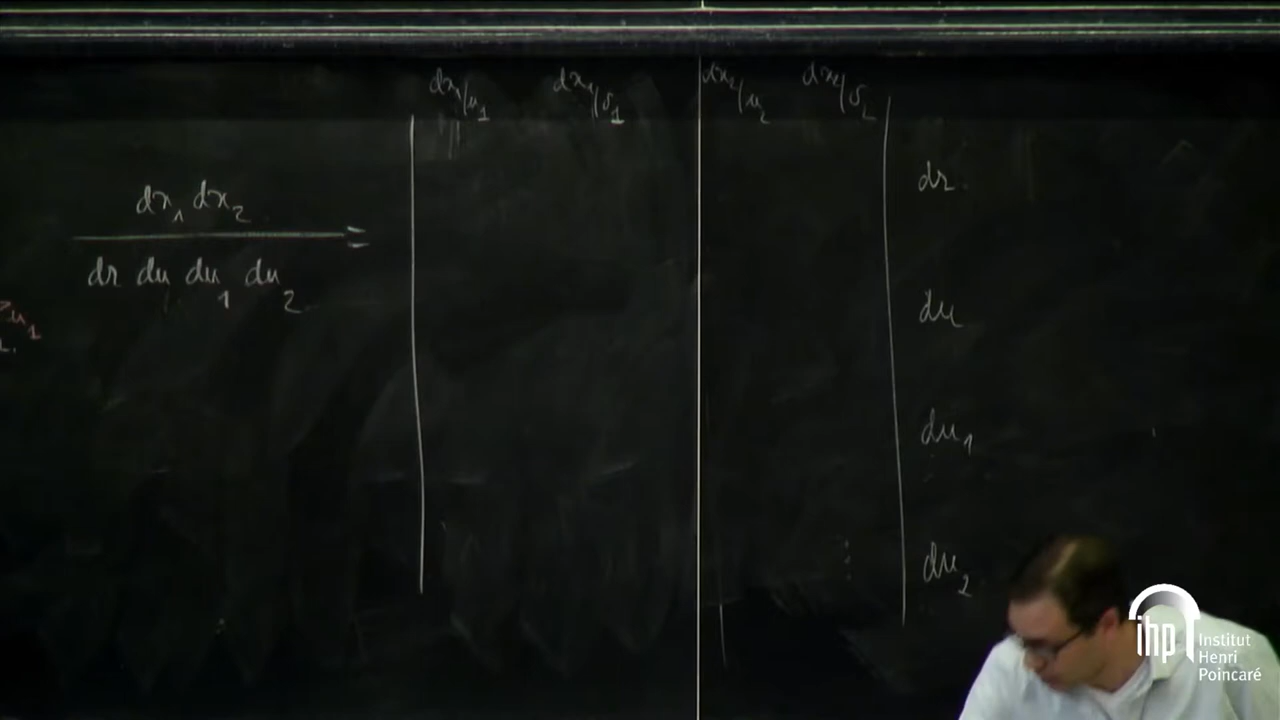 dx₁/u₁ dx₁/s₁ dx₂/u₂ dx₂/s₂
dx₁ dx₂ =
dr du du₁ du₂
dr
du
du₁
du₂
ihp Institut
Henri
Poincaré